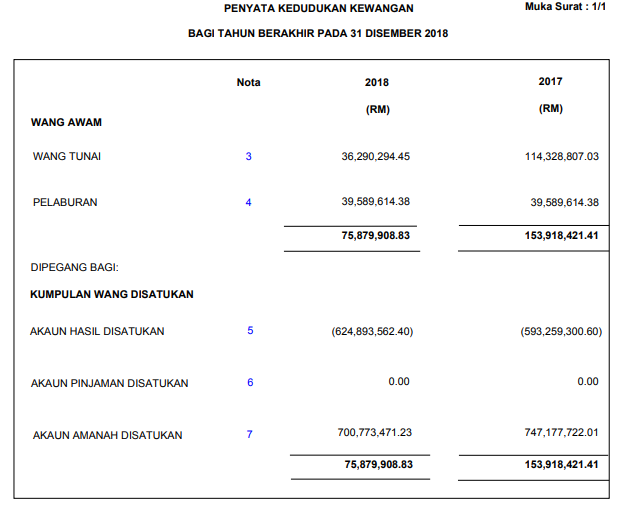 PENYATA KEDUDUKAN KEWANGAN
Muka Surat : 1/1
BAGI TAHUN BERAKHIR PADA 31 DISEMBER 2018
Nota 2018 2017
(RM) (RM)
WANG AWAM
WANG TUNAI 3 36,290,294.45 114,328,807.03
PELABURAN 4 39,589,614.38 39,589,614.38
75,879,908.83 153,918,421.41
DIPEGANG BAGI:
KUMPULAN WANG DISATUKAN
AKAUN HASIL DISATUKAN 5 (624,893,562.40) (593,259,300.60)
AKAUN PINJAMAN DISATUKAN 6 0.00 0.00
AKAUN AMANAH DISATUKAN 7 700,773,471.23 747,177,722.01
75,879,908.83 153,918,421.41